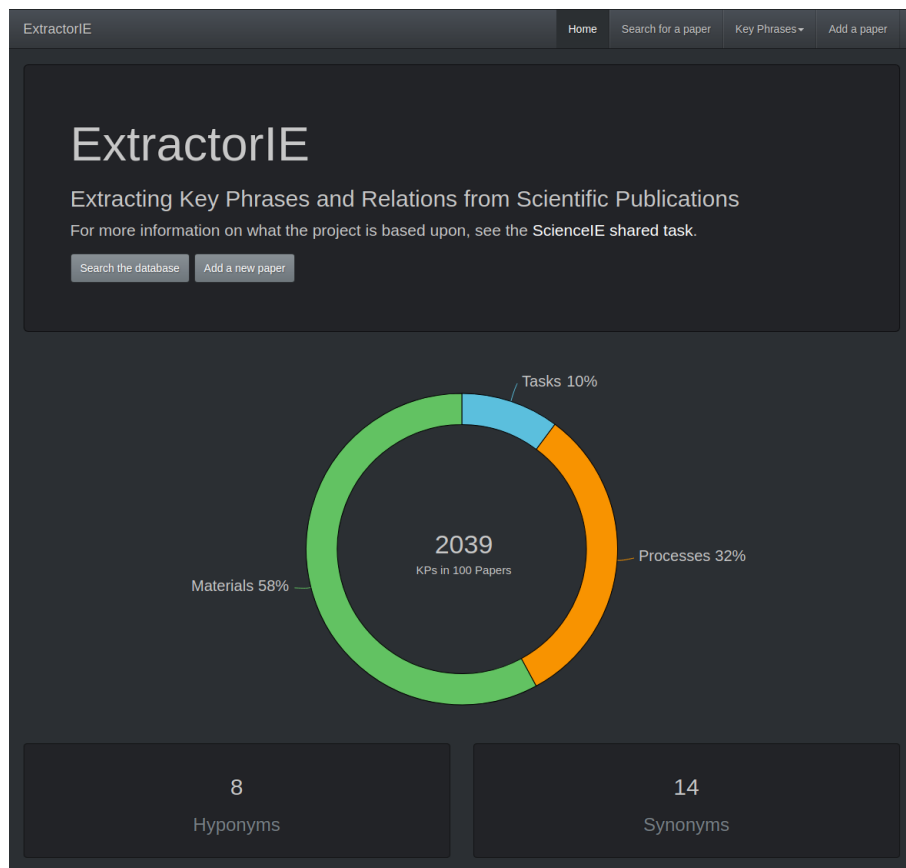 ExtractorIE
Home
Search for a paper
Key Phrases
Add a paper
ExtractorIE
Extracting Key Phrases and Relations from Scientific Publications
For more information on what the project is based upon, see the ScienceIE shared task.
Search the database
Add a new paper
Tasks 10%
2039
KPs in 100 Papers
Processes 32%
Materials 58%
8
Hyponyms
14
Synonyms